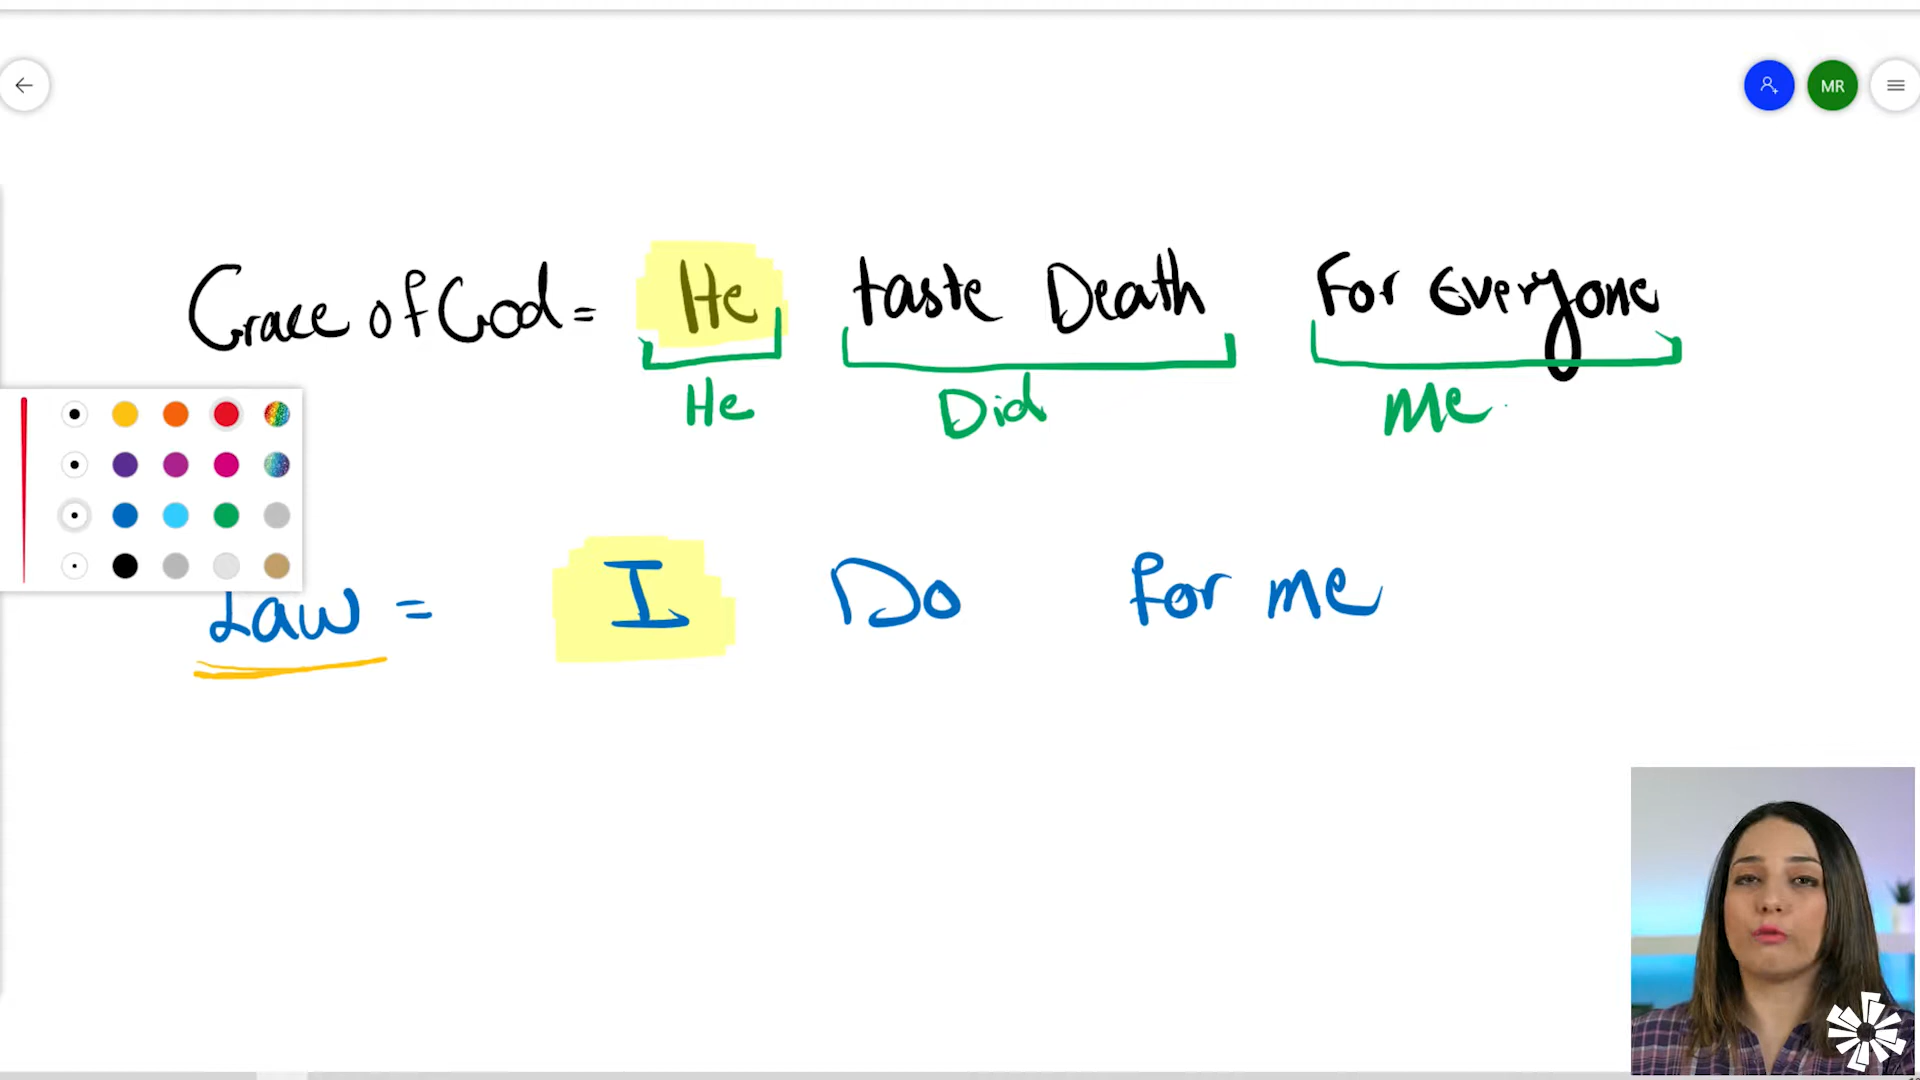 MR
Grace of God = He taste Death For Everyone
He Did Me
Law = I Do For me